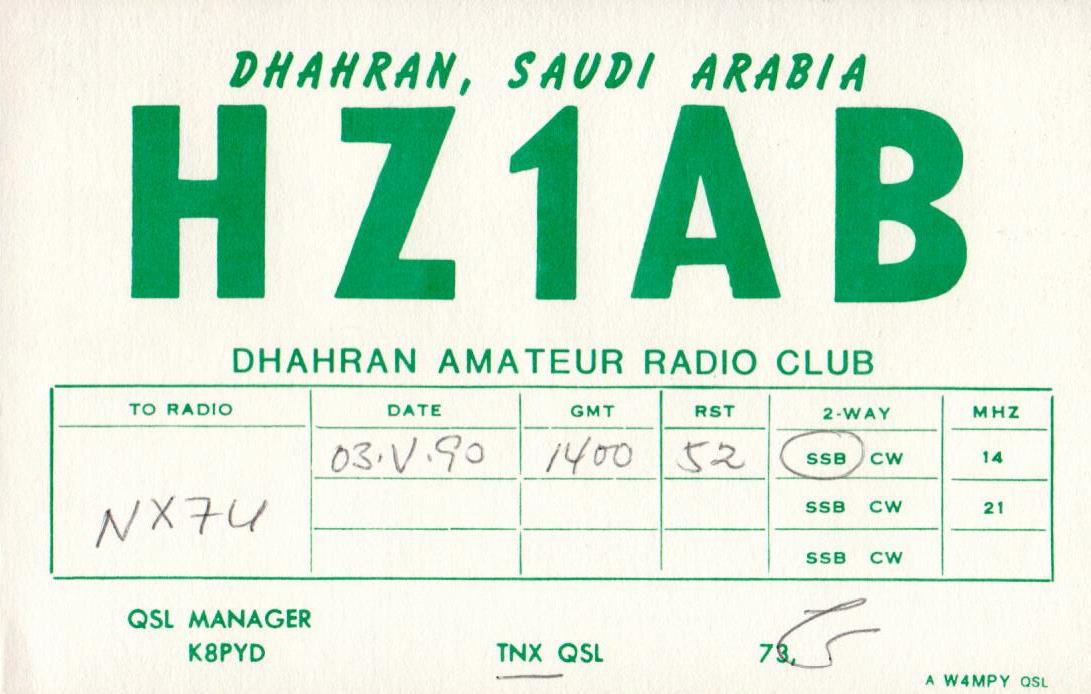 DHAHRAN, SAUDI ARABIA
HZ1AB
DHAHRAN AMATEUR RADIO CLUB
TO RADIO DATE GMT RST 2-WAY MHZ
03.V.90 1400 52 SSB CW 14
NX7U
SSB CW 21
SSB CW
QSL MANAGER
K8PYD TNX QSL 73,
A W4MPY QSL